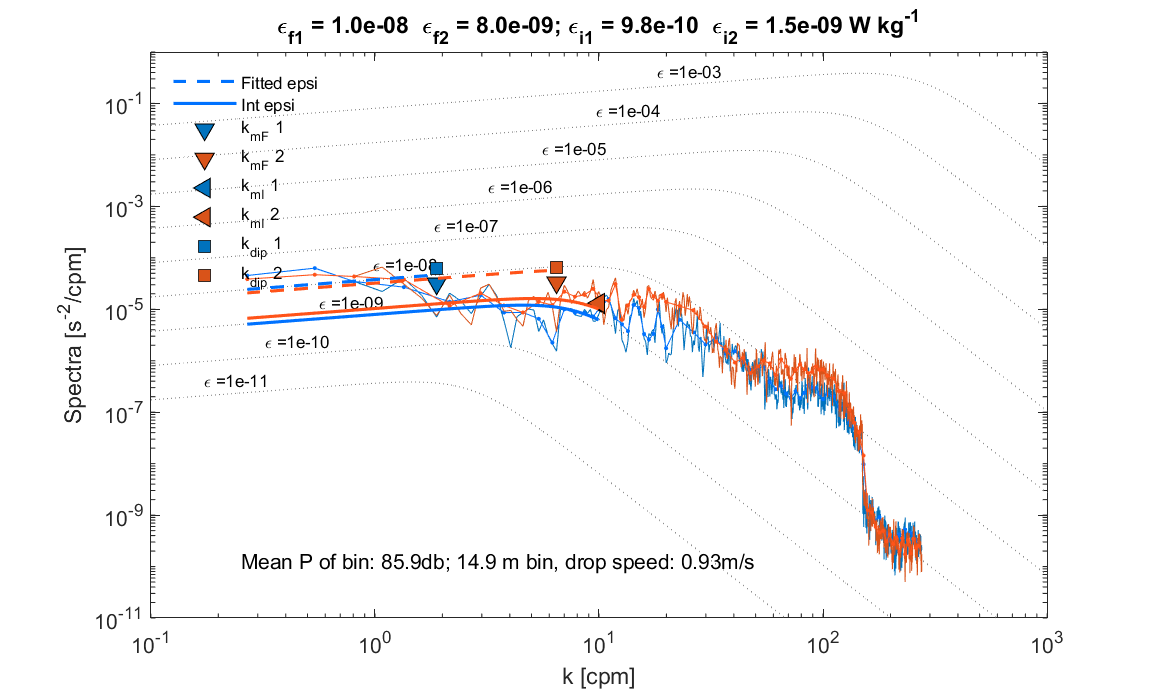 ϵf1 = 1.0e-08 ϵf2 = 8.0e-09; ϵi1 = 9.8e-10 ϵi2 = 1.5e-09 W kg-1
Fitted epsi
Int epsi
kmF 1
kmF 2
kmI 1
kmI 2
kdip 1
kdip 2
ϵ =1e-03
ϵ =1e-04
ϵ =1e-05
ϵ =1e-06
ϵ =1e-07
ϵ =1e-08
ϵ =1e-09
ϵ =1e-10
ϵ =1e-11
Mean P of bin: 85.9db; 14.9 m bin, drop speed: 0.93m/s
Spectra [s-2/cpm]
10-1
10-3
10-5
10-7
10-9
10-11
10-1
100
101
102
103
k [cpm]